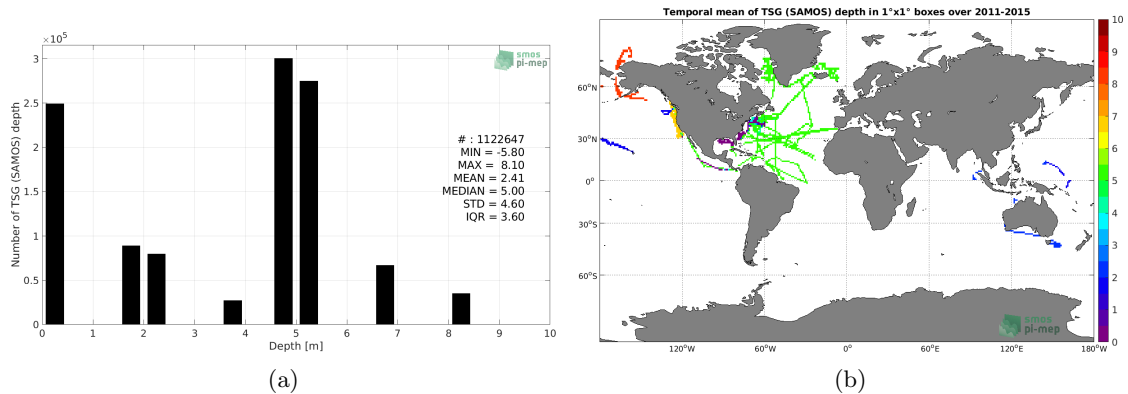 ×10⁵
smos
pi-mep
3
2.5
2
1.5
1
0.5
0
Number of TSG (SAMOS) depth
# : 1122647
MIN = -5.80
MAX = 8.10
MEAN = 2.41
MEDIAN = 5.00
STD = 4.60
IQR = 3.60
0 1 2 3 4 5 6 7 8 9 10
Depth [m]
(a)
Temporal mean of TSG (SAMOS) depth in 1°x1° boxes over 2011-2015
60°N
30°N
0°
30°S
60°S
120°W 60°W 0° 60°E 120°E 180°W
smos
pi-mep
10
9
8
7
6
5
4
3
2
1
0
(b)